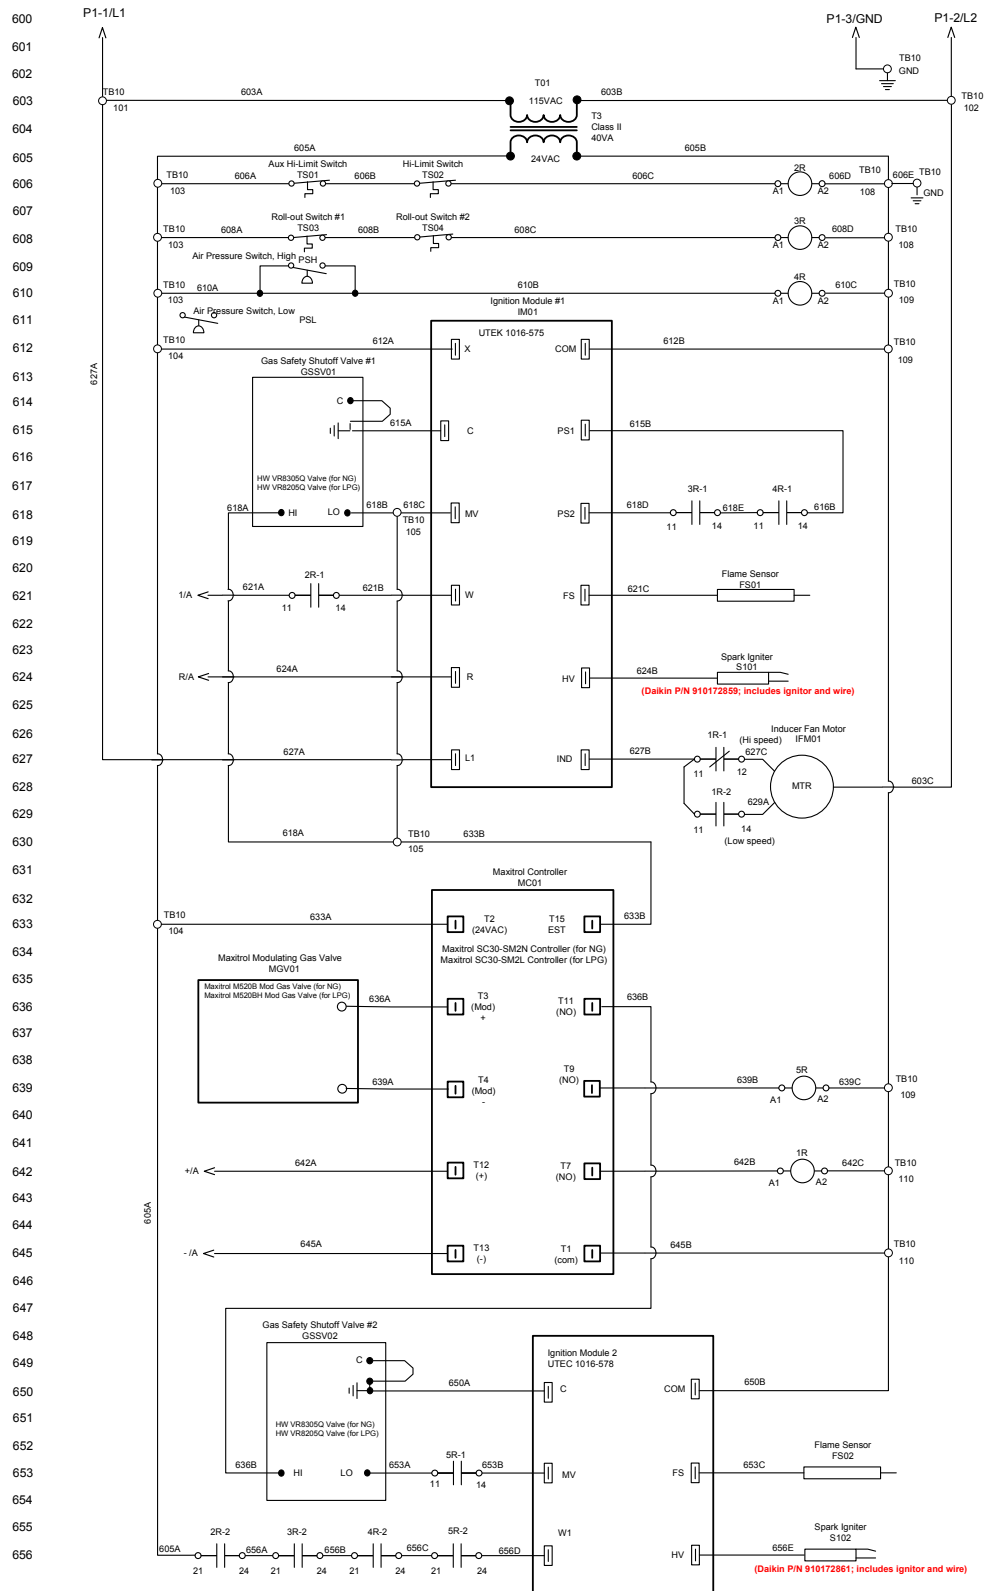 600 P1-1/L1 P1-3/GND P1-2/L2
601
602 TB10
GND
603 TB10 603A T01 603B TB10
101 115VAC 102
604 T3
Class II
40VA
605 605A 24VAC 605B
Aux Hi-Limit Switch Hi-Limit Switch 2R
606 TB10 606A TS01 606B TS02 606C A1 A2 606D TB10 606E TB10
103 108 GND
607 Roll-out Switch #1 Roll-out Switch #2 3R
608 TB10 608A TS03 608B TS04 608C A1 A2 608D TB10
103 108
609 Air Pressure Switch, High PSH 4R
610 TB10 610A 610B A1 A2 610C TB10
103 109
Air Pressure Switch, Low PSL
611 Ignition Module #1
IM01
UTEK 1016-575
612 TB10 612A X COM 612B TB10
104 109
613 Gas Safety Shutoff Valve #1
GSSV01
627A
614 C
615 615A C PS1 615B
616
617 HW VR8305Q Valve (for NG)
HW VR8205Q Valve (for LPG)
3R-1 4R-1
618 618A HI LO 618B 618C MV PS2 618D 618E 616B
TB10 11 14 11 14
105
619
620 2R-1 Flame Sensor
621 1/A 621A 621B W FS 621C FS01
11 14
622
623 Spark Igniter
624 R/A 624A R HV 624B S101
(Daikin P/N 910172859; includes ignitor and wire)
625
626 1R-1 Inducer Fan Motor
(Hi speed) IFM01
627 627A L1 IND 627B 627C
11 12
628 MTR 603C
1R-2 629A
629 11 14
630 618A TB10 633B (Low speed)
105
631 Maxitrol Controller
MC01
632
633 TB10 633A T2 T15 633B
104 (24VAC) EST
634 Maxitrol Modulating Gas Valve
MGV01
Maxitrol SC30-SM2N Controller (for NG)
Maxitrol SC30-SM2L Controller (for LPG)
635 Maxitrol M520B Mod Gas Valve (for NG)
Maxitrol M520BH Mod Gas Valve (for LPG)
636 636A T3 T11 636B
(Mod) (NO)
+
637
638 5R
639 639A T4 T9 639B A1 A2 639C TB10
(Mod) (NO) 109
-
640
641 1R
642 +/A 642A T12 T7 642B A1 A2 642C TB10
(+) (NO) 110
643
605A
644
645 - /A 645A T13 T1 645B TB10
(-) (com) 110
646
647
648 Gas Safety Shutoff Valve #2
GSSV02
649 C Ignition Module 2
UTEC 1016-578
650 650A C COM 650B
651 HW VR8305Q Valve (for NG)
HW VR8205Q Valve (for LPG)
652 5R-1 Flame Sensor
653 636B HI LO 653A 653B MV FS 653C FS02
11 14
654
655 2R-2 3R-2 4R-2 5R-2 W1 Spark Igniter
656 605A 656A 656B 656C 656D HV 656E S102
21 24 21 24 21 24 21 24
(Daikin P/N 910172861; includes ignitor and wire)